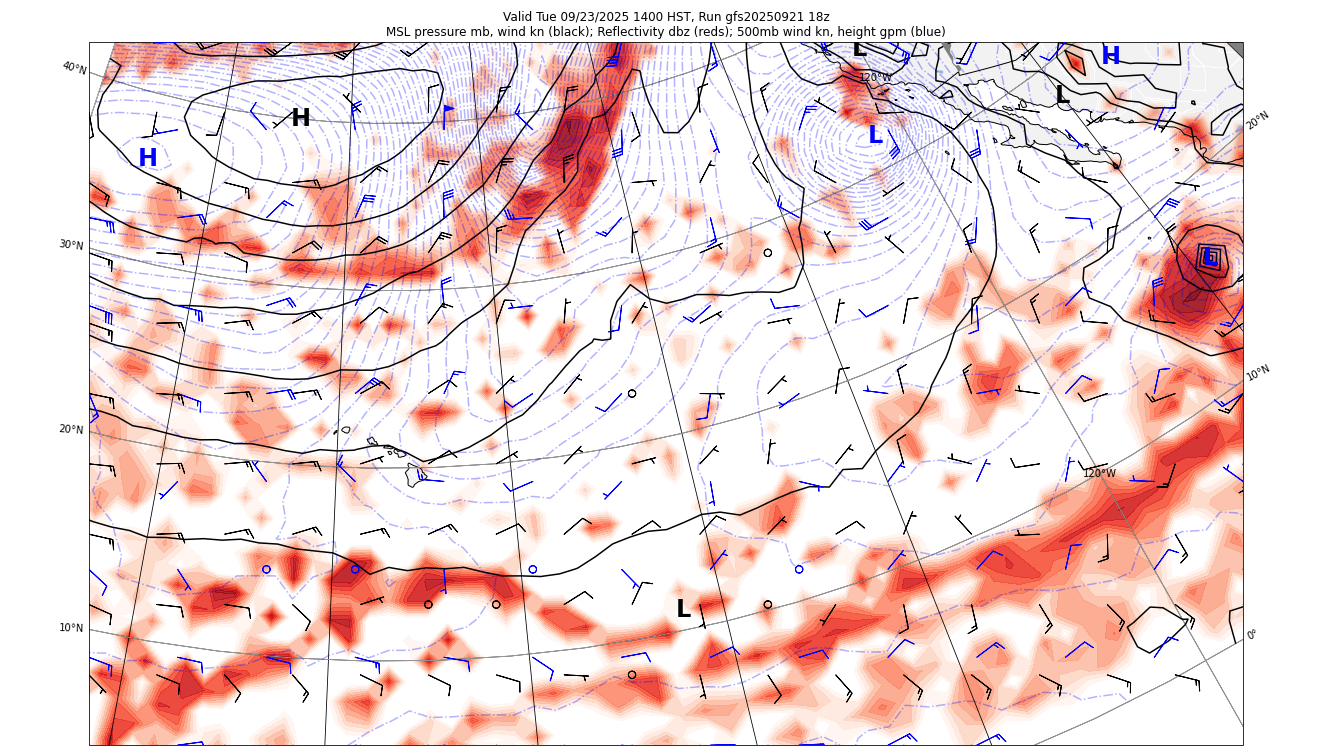 Valid Tue 09/23/2025 1400 HST, Run gfs20250921 18z
MSL pressure mb, wind kn (black); Reflectivity dbz (reds); 500mb wind kn, height gpm (blue)
L
H
40°N
120°W
L
H
20°N
L
H
30°N
L
10°N
20°N
120°W
L
10°N
0°